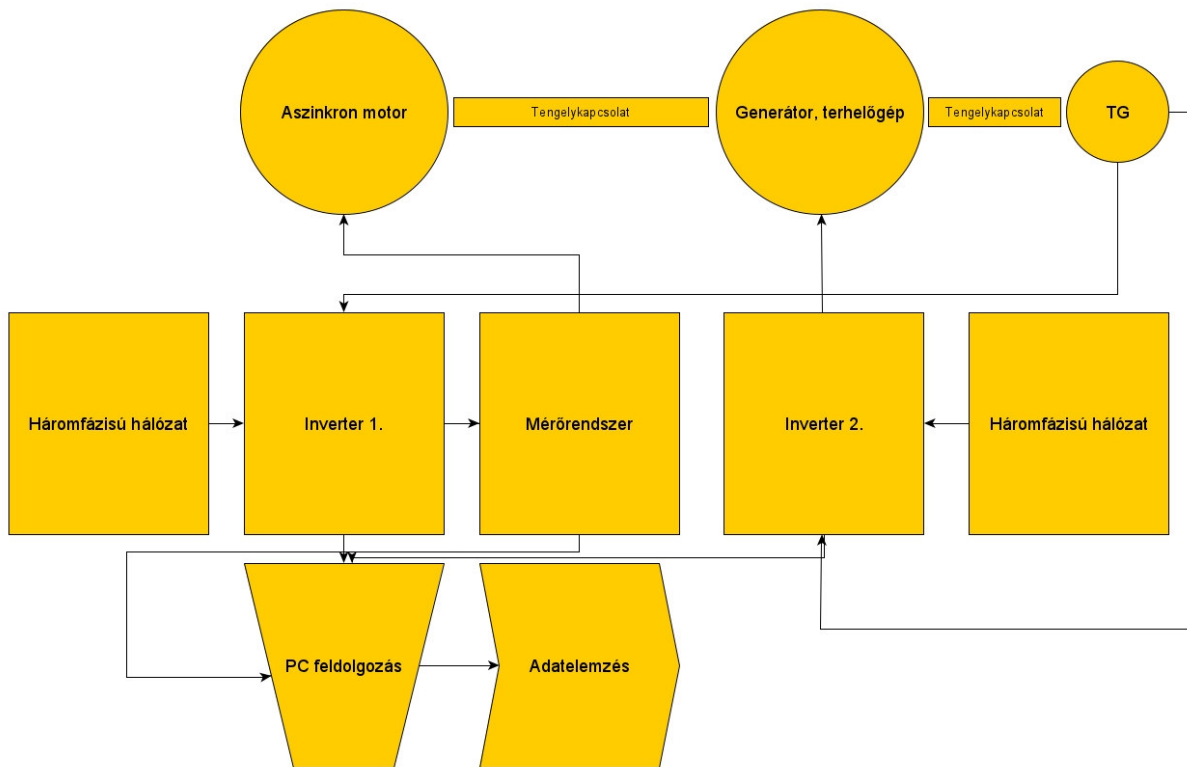 Aszinkron motor
Tengelykapcsolat
Generátor, terhelőgép
Tengelykapcsolat
TG
Háromfázisú hálózat
Inverter 1.
Mérőrendszer
Inverter 2.
Háromfázisú hálózat
PC feldolgozás
Adatelemzés